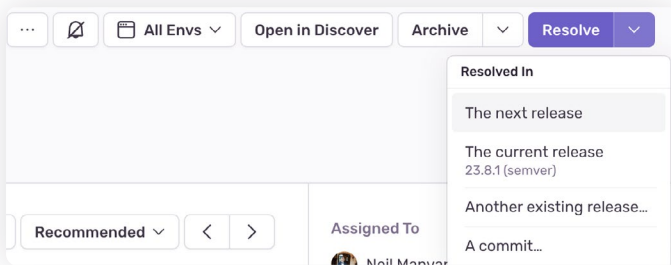 ...
All Envs
Open in Discover
Archive
Resolve
Resolved In
The next release
The current release
23.8.1 (semver)
Another existing release...
A commit...
Recommended
Assigned To
Neil